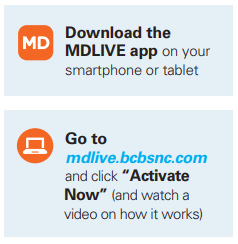 MD
Download the
MDLIVE app on your
smartphone or tablet
Go to
mdlive.bcbsnc.com
and click “Activate
Now” (and watch a
video on how it works)